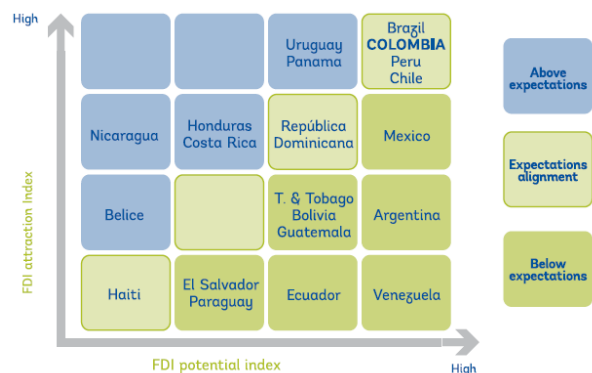 High
Uruguay
Panama
Brazil
COLOMBIA
Peru
Chile
Above
expectations
Nicaragua
Honduras
Costa Rica
República
Dominicana
Mexico
Expectations
alignment
Belice
T. & Tobago
Bolivia
Guatemala
Argentina
Haiti
El Salvador
Paraguay
Ecuador
Venezuela
Below
expectations
FDI attraction Index
FDI potential index
High